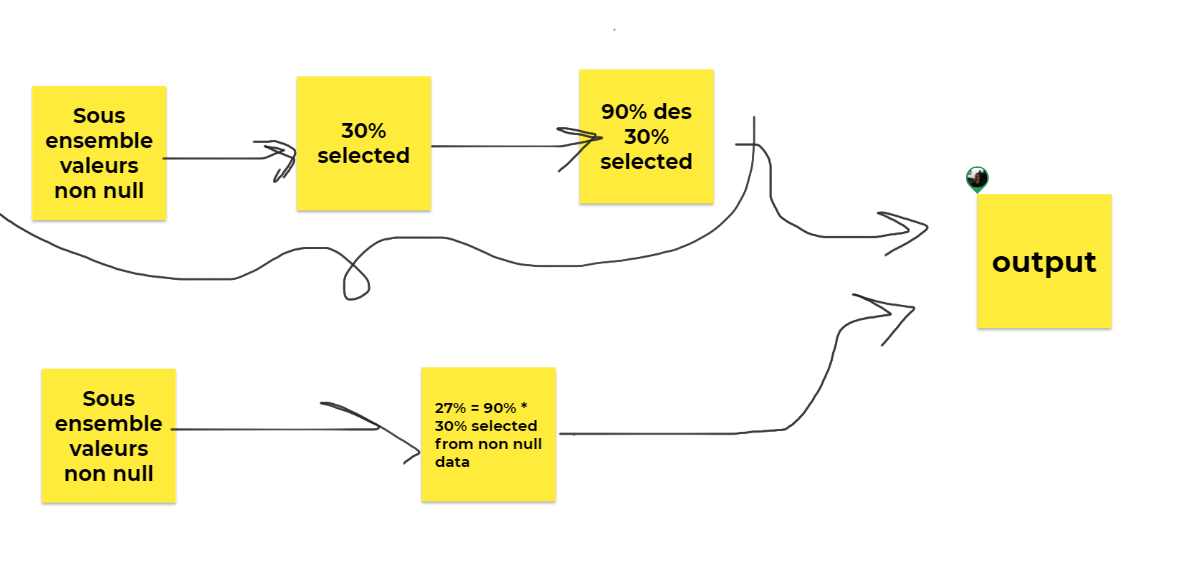 Sous
ensemble
valeurs
non null
30%
selected
90% des
30%
selected
output
Sous
ensemble
valeurs
non null
27% = 90% *
30% selected
from non null
data